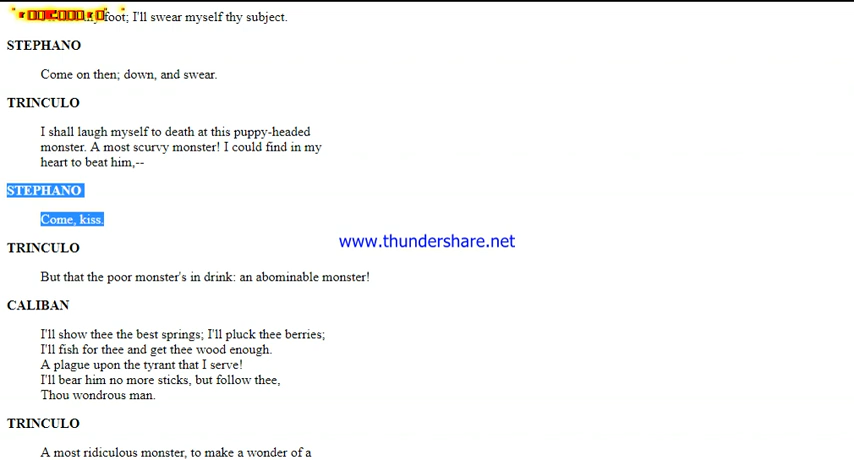 foot; I'll swear myself thy subject.
STEPHANO
Come on then; down, and swear.
TRINCULO
I shall laugh myself to death at this puppy-headed
monster. A most scurvy monster! I could find in my
heart to beat him,--
STEPHANO
Come, kiss.
www.thundershare.net
TRINCULO
But that the poor monster's in drink: an abominable monster!
CALIBAN
I'll show thee the best springs; I'll pluck thee berries;
I'll fish for thee and get thee wood enough.
A plague upon the tyrant that I serve!
I'll bear him no more sticks, but follow thee,
Thou wondrous man.
TRINCULO
A most ridiculous monster, to make a wonder of a